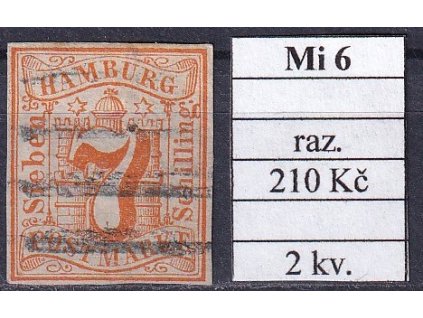 HAMBURG
Sieben
7
Schilling.
POSTMARKE
Mi 6
raz.
210 Kč
2 kv.